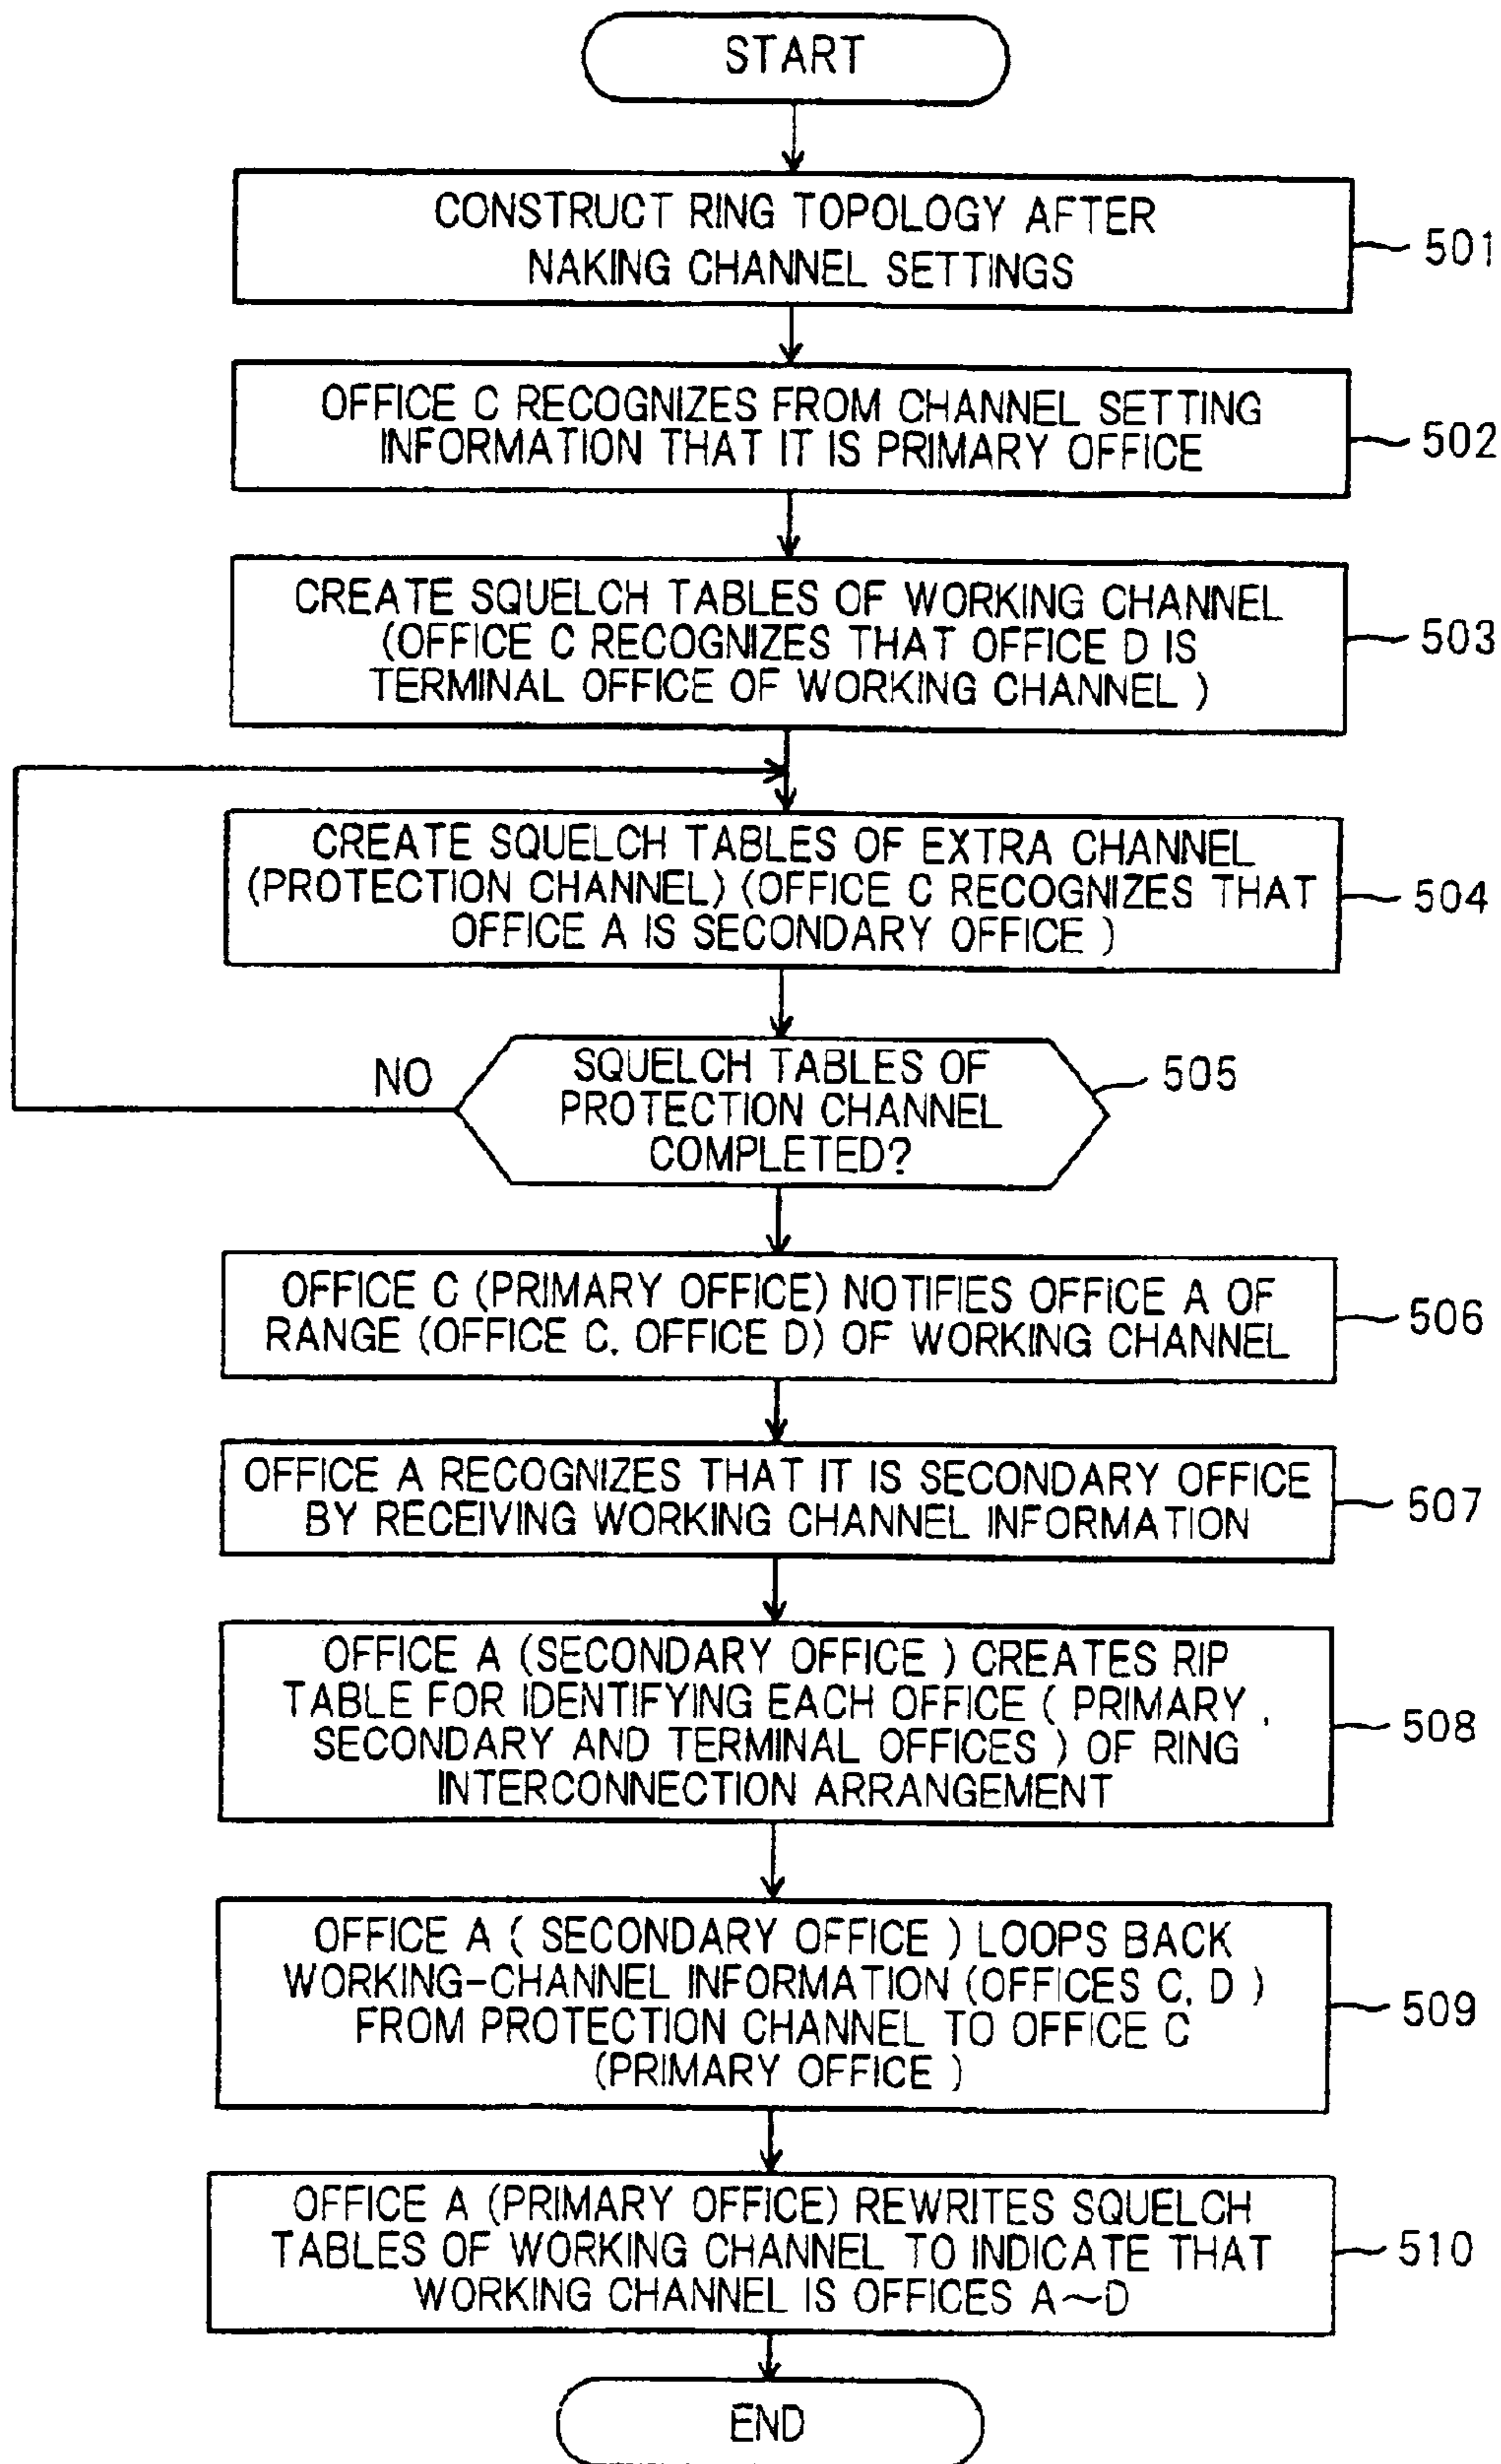 START
CONSTRUCT RING TOPOLOGY AFTER
NAKING CHANNEL SETTINGS
501
OFFICE C RECOGNIZES FROM CHANNEL SETTING
INFORMATION THAT IT IS PRIMARY OFFICE
502
CREATE SQUELCH TABLES OF WORKING CHANNEL
(OFFICE C RECOGNIZES THAT OFFICE D IS
TERMINAL OFFICE OF WORKING CHANNEL )
503
CREATE SQUELCH TABLES OF EXTRA CHANNEL
(PROTECTION CHANNEL) (OFFICE C RECOGNIZES THAT
OFFICE A IS SECONDARY OFFICE )
504
NO
SQUELCH TABLES OF
PROTECTION CHANNEL
COMPLETED?
505
OFFICE C (PRIMARY OFFICE) NOTIFIES OFFICE A OF
RANGE (OFFICE C, OFFICE D) OF WORKING CHANNEL
506
OFFICE A RECOGNIZES THAT IT IS SECONDARY OFFICE
BY RECEIVING WORKING CHANNEL INFORMATION
507
OFFICE A (SECONDARY OFFICE ) CREATES RIP
TABLE FOR IDENTIFYING EACH OFFICE ( PRIMARY ,
SECONDARY AND TERMINAL OFFICES ) OF RING
INTERCONNECTION ARRANGEMENT
508
OFFICE A ( SECONDARY OFFICE ) LOOPS BACK
WORKING-CHANNEL INFORMATION (OFFICES C, D )
FROM PROTECTION CHANNEL TO OFFICE C
(PRIMARY OFFICE )
509
OFFICE A (PRIMARY OFFICE) REWRITES SQUELCH
TABLES OF WORKING CHANNEL TO INDICATE THAT
WORKING CHANNEL IS OFFICES A~D
510
END